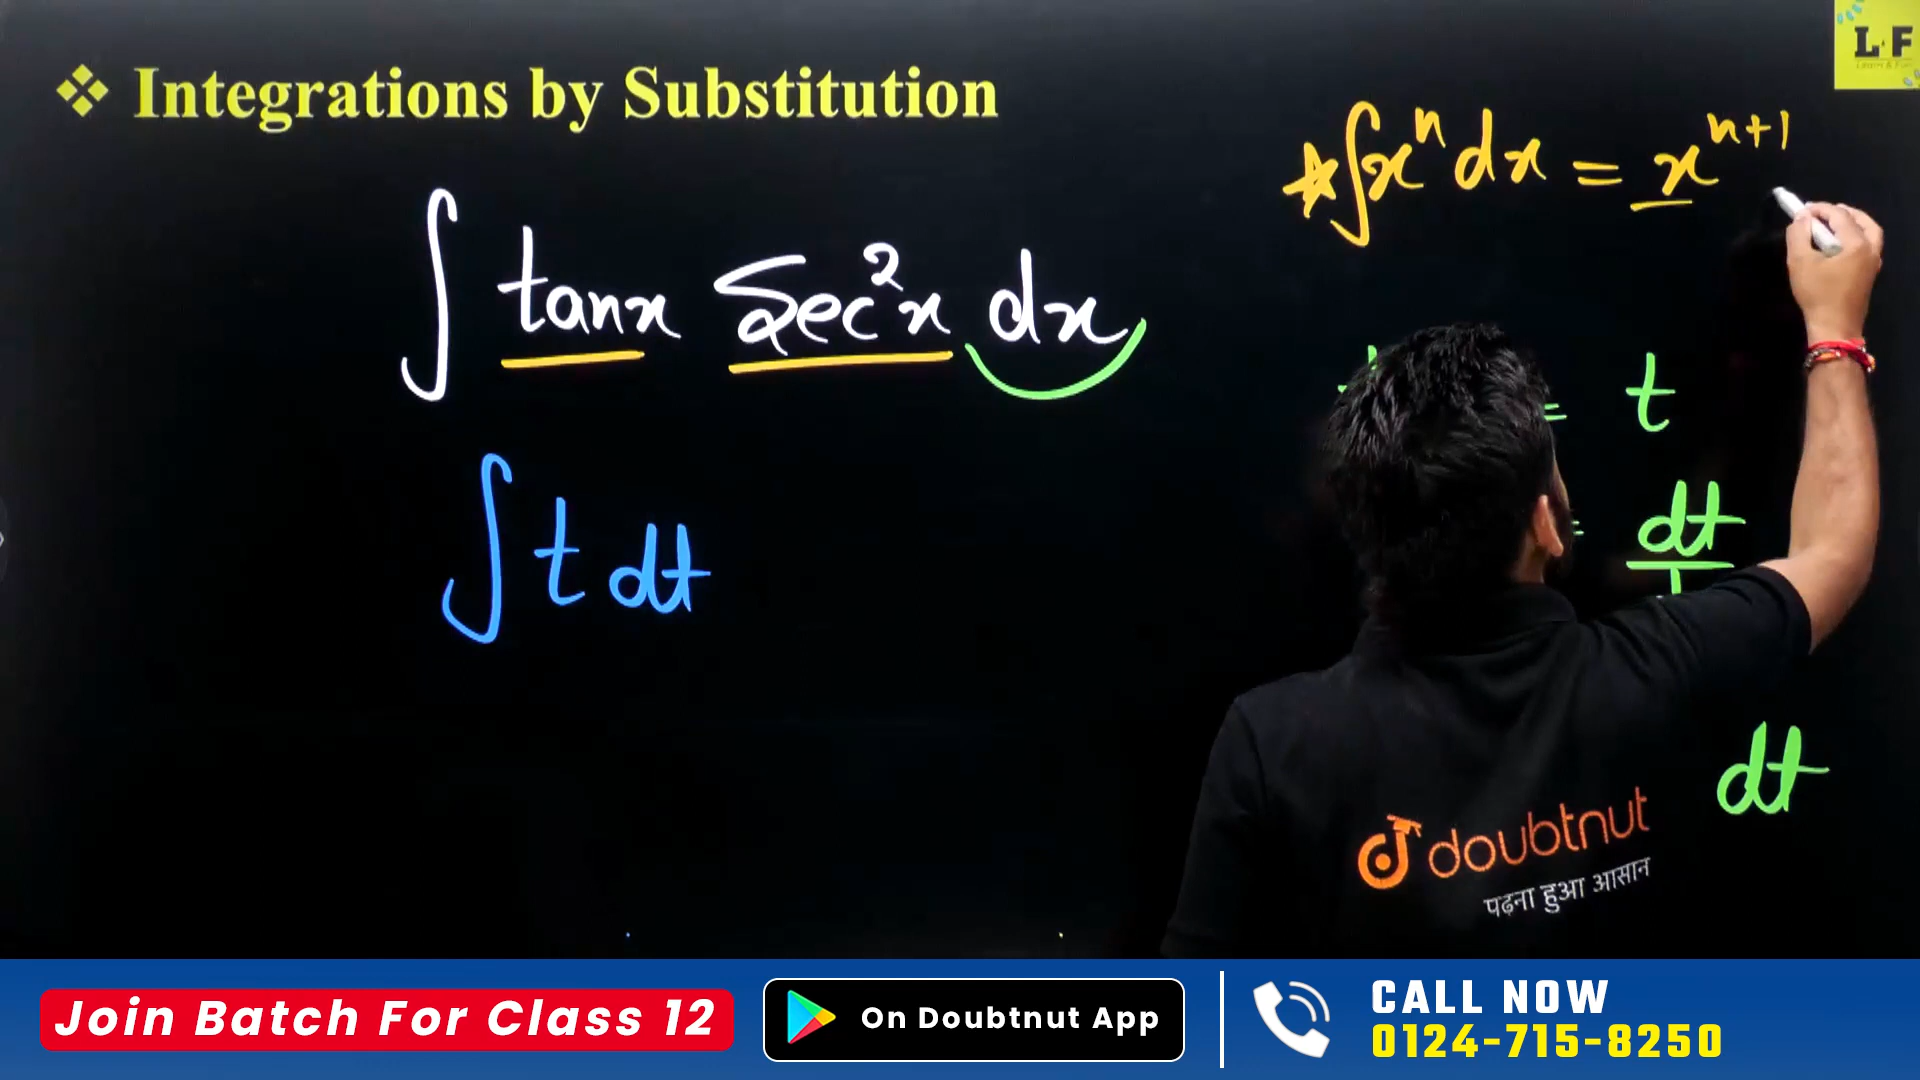 ❖ Integrations by Substitution
L·F
☆∫xⁿ dx = x^{n+1}
∫ tanx Sec²x dx
= t
∫ t dt
= dt
dt
doubtnut
पढ़ना हुआ आसान
Join Batch For Class 12
On Doubtnut App
CALL NOW
0124-715-8250